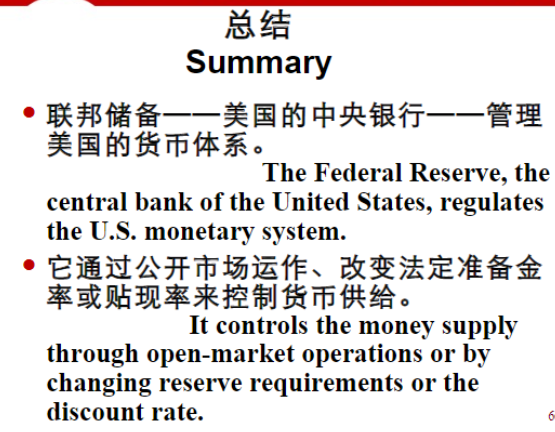 总结
Summary
• 联邦储备——美国的中央银行——管理
美国的货币体系。
The Federal Reserve, the
central bank of the United States, regulates
the U.S. monetary system.
• 它通过公开市场运作、改变法定准备金
率或贴现率来控制货币供给。
It controls the money supply
through open-market operations or by
changing reserve requirements or the
discount rate.
6